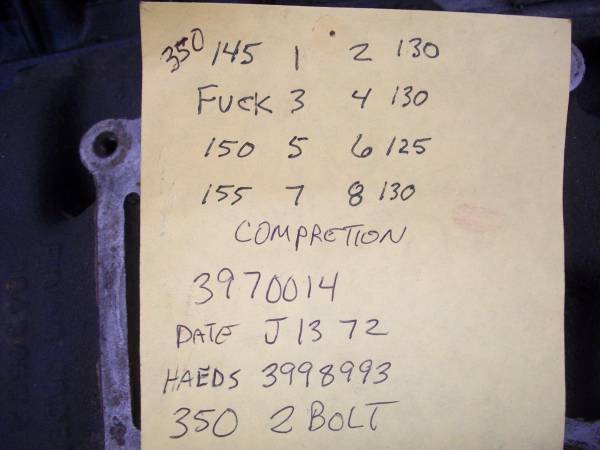 350 145 1 2 130
FUCK 3 4 130
150 5 6 125
155 7 8 130
COMPRETION
3970014
DATE J 13 72
HAEDS 3998993
350 2 BOLT